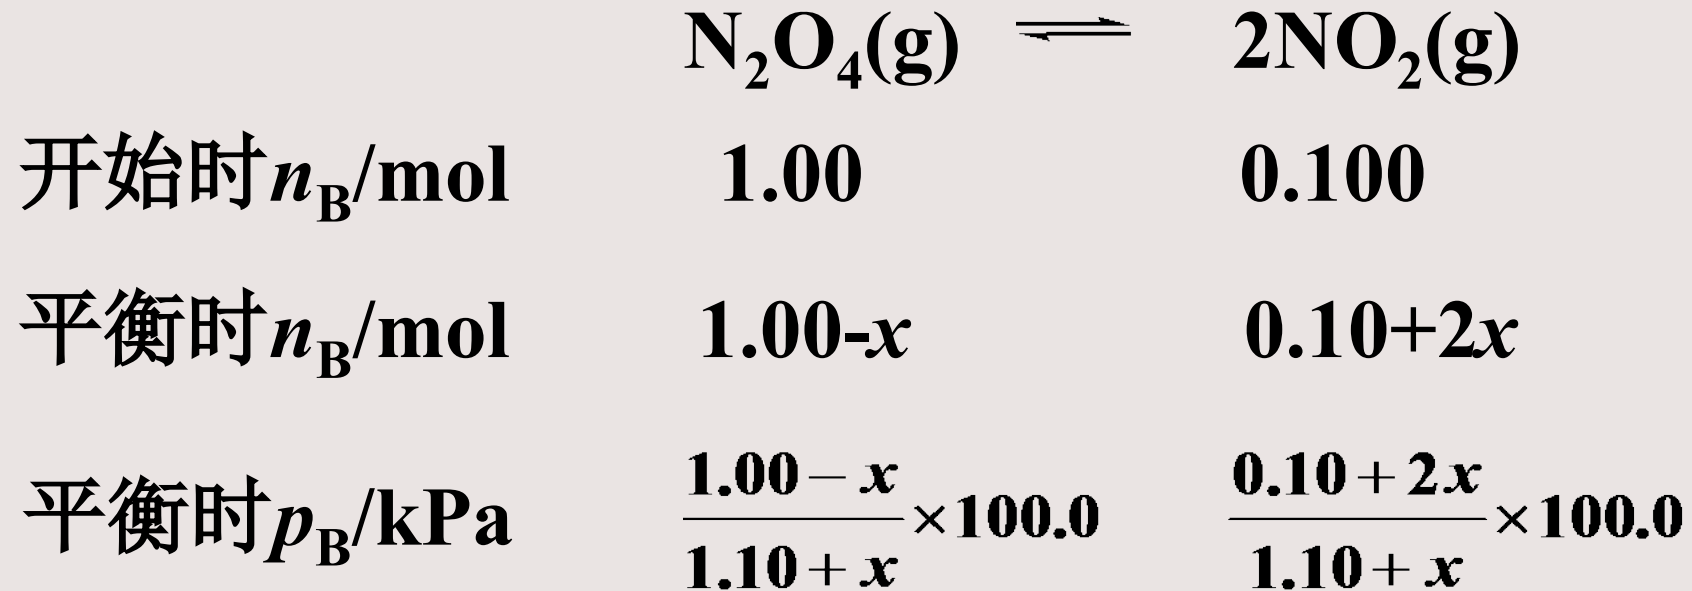 N₂O₄(g) ⇌ 2NO₂(g)
开始时n_B/mol 1.00 0.100
平衡时n_B/mol 1.00-x 0.10+2x
平衡时p_B/kPa (1.00 − x)/(1.10 + x) ×100.0 (0.10 + 2x)/(1.10 + x) ×100.0